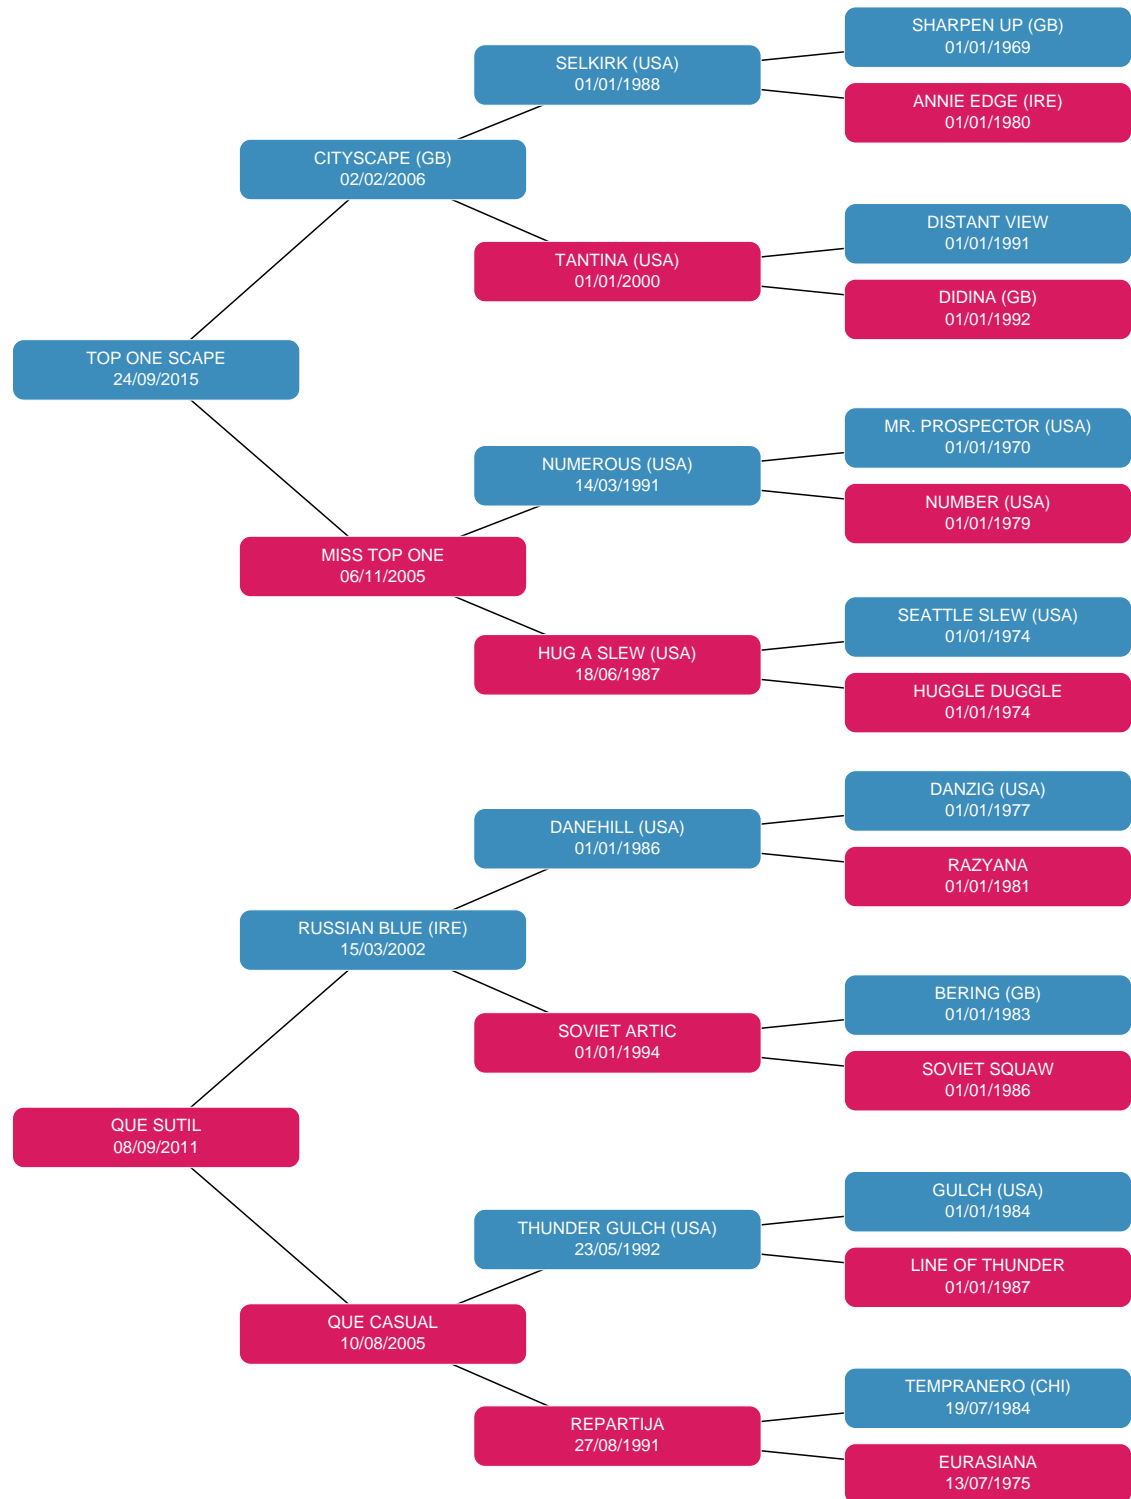 SHARPEN UP (GB)
01/01/1969
SELKIRK (USA)
01/01/1988
ANNIE EDGE (IRE)
01/01/1980
CITYSCAPE (GB)
02/02/2006
DISTANT VIEW
01/01/1991
TANTINA (USA)
01/01/2000
DIDINA (GB)
01/01/1992
TOP ONE SCAPE
24/09/2015
MR. PROSPECTOR (USA)
01/01/1970
NUMEROUS (USA)
14/03/1991
NUMBER (USA)
01/01/1979
MISS TOP ONE
06/11/2005
SEATTLE SLEW (USA)
01/01/1974
HUG A SLEW (USA)
18/06/1987
HUGGLE DUGGLE
01/01/1974
DANZIG (USA)
01/01/1977
DANEHILL (USA)
01/01/1986
RAZYANA
01/01/1981
RUSSIAN BLUE (IRE)
15/03/2002
BERING (GB)
01/01/1983
SOVIET ARTIC
01/01/1994
SOVIET SQUAW
01/01/1986
QUE SUTIL
08/09/2011
GULCH (USA)
01/01/1984
THUNDER GULCH (USA)
23/05/1992
LINE OF THUNDER
01/01/1987
QUE CASUAL
10/08/2005
TEMPRANERO (CHI)
19/07/1984
REPARTIJA
27/08/1991
EURASIANA
13/07/1975